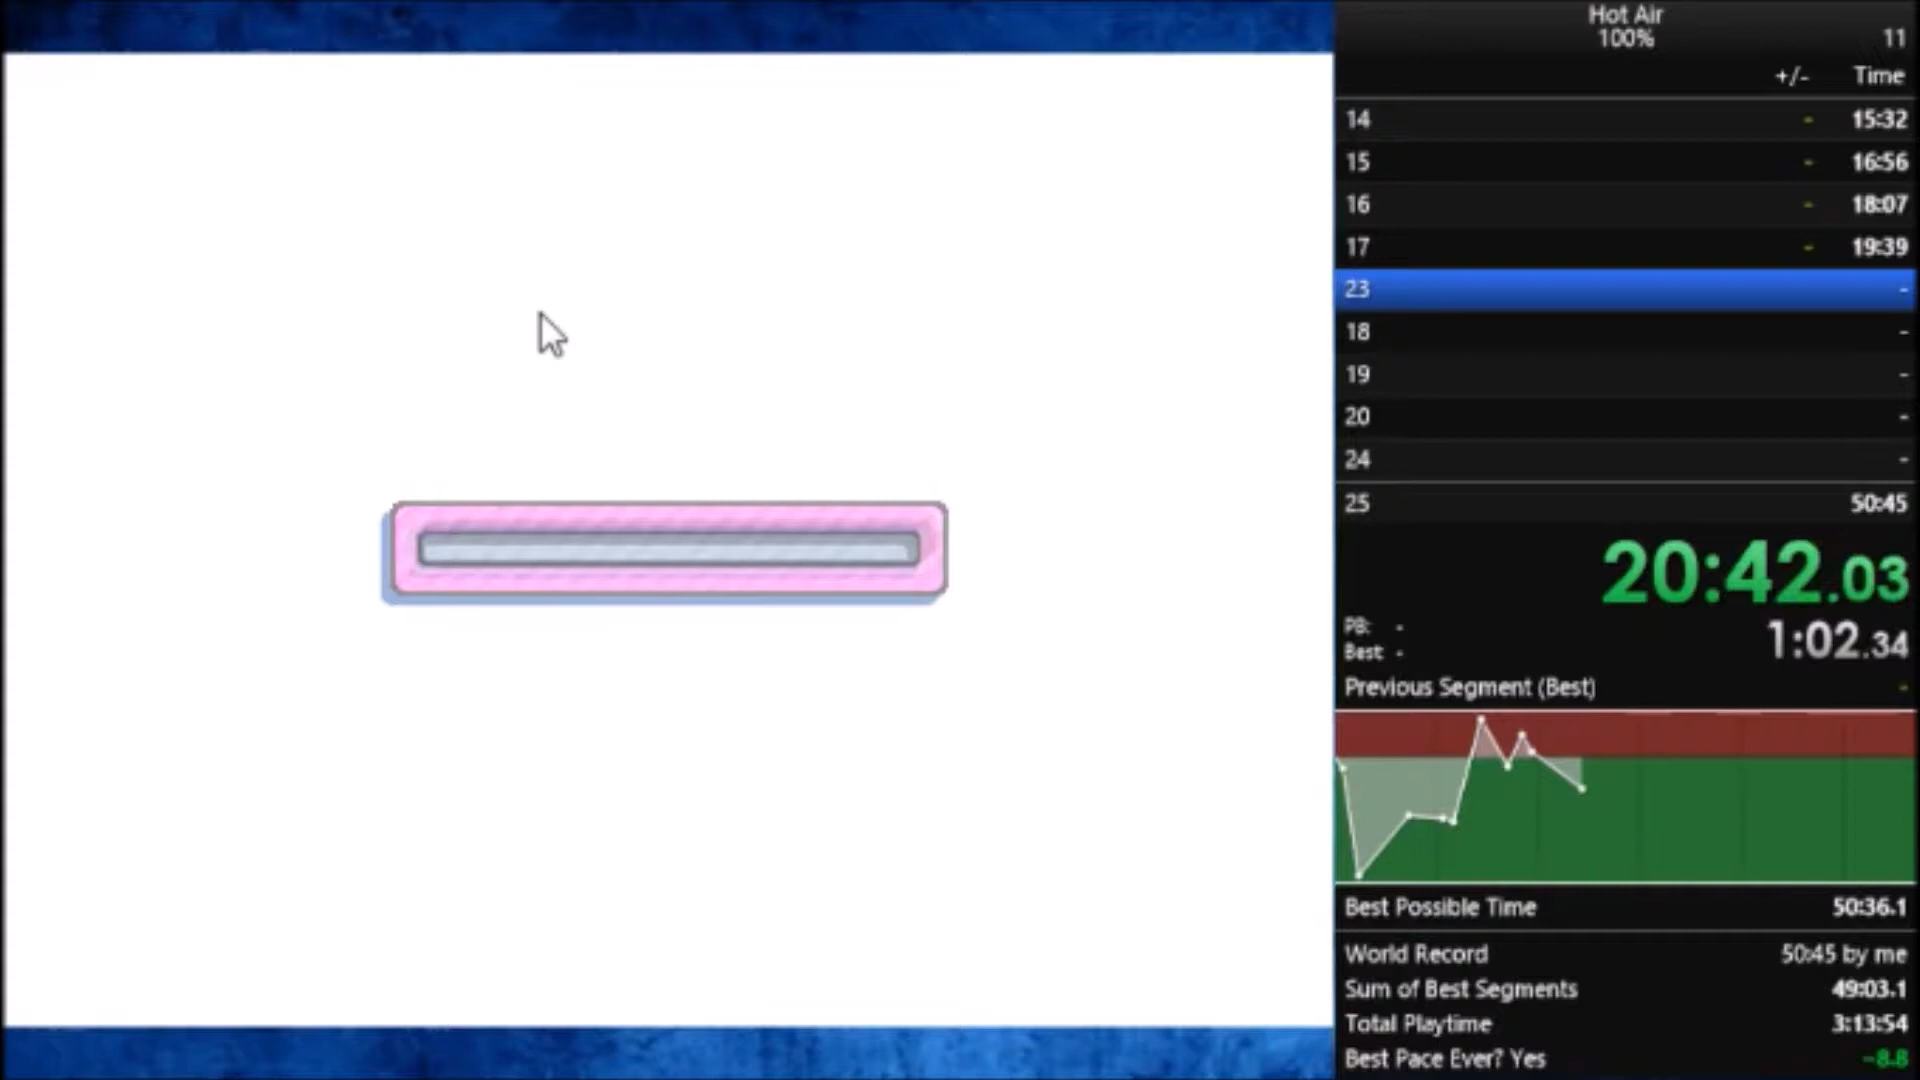 Hot Air
100% 11
+/- Time
14 - 15:32
15 - 16:56
16 - 18:07
17 - 19:39
23 -
18 -
19 -
20 -
24 -
25 50:45
20:42.03
PB: -
1:02.34
Best: -
Previous Segment (Best) -
Best Possible Time 50:36.1
World Record 50:45 by me
Sum of Best Segments 49:03.1
Total Playtime 3:13:54
Best Pace Ever? Yes -8.8